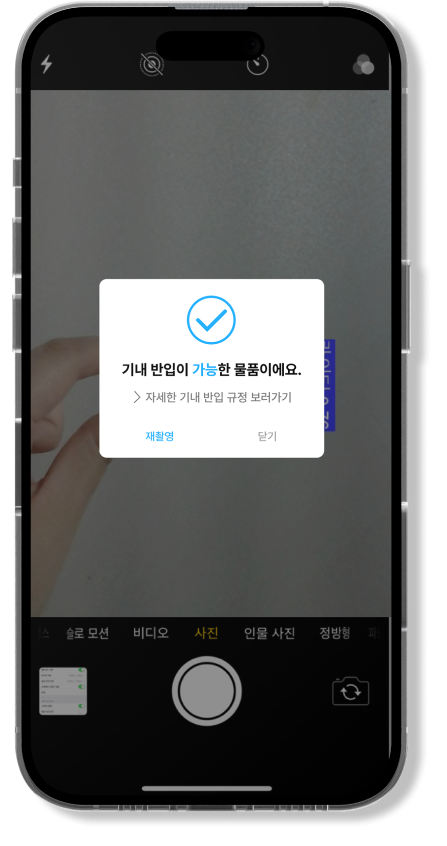 기내 반입이 가능한 물품이에요.
자세한 기내 반입 규정 보러가기
재촬영 닫기
슬로 모션 비디오 사진 인물 사진 정방형